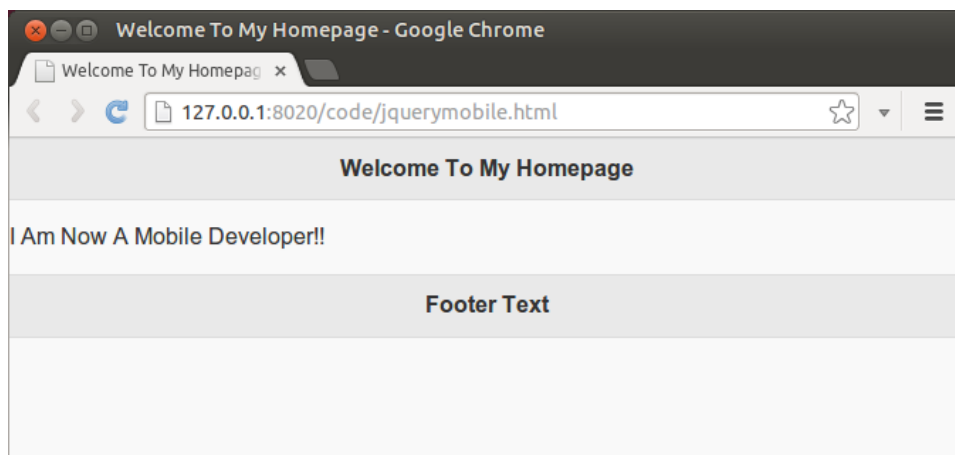 Welcome To My Homepage - Google Chrome
Welcome To My Homepag
127.0.0.1:8020/code/jquerymobile.html
Welcome To My Homepage
I Am Now A Mobile Developer!!
Footer Text